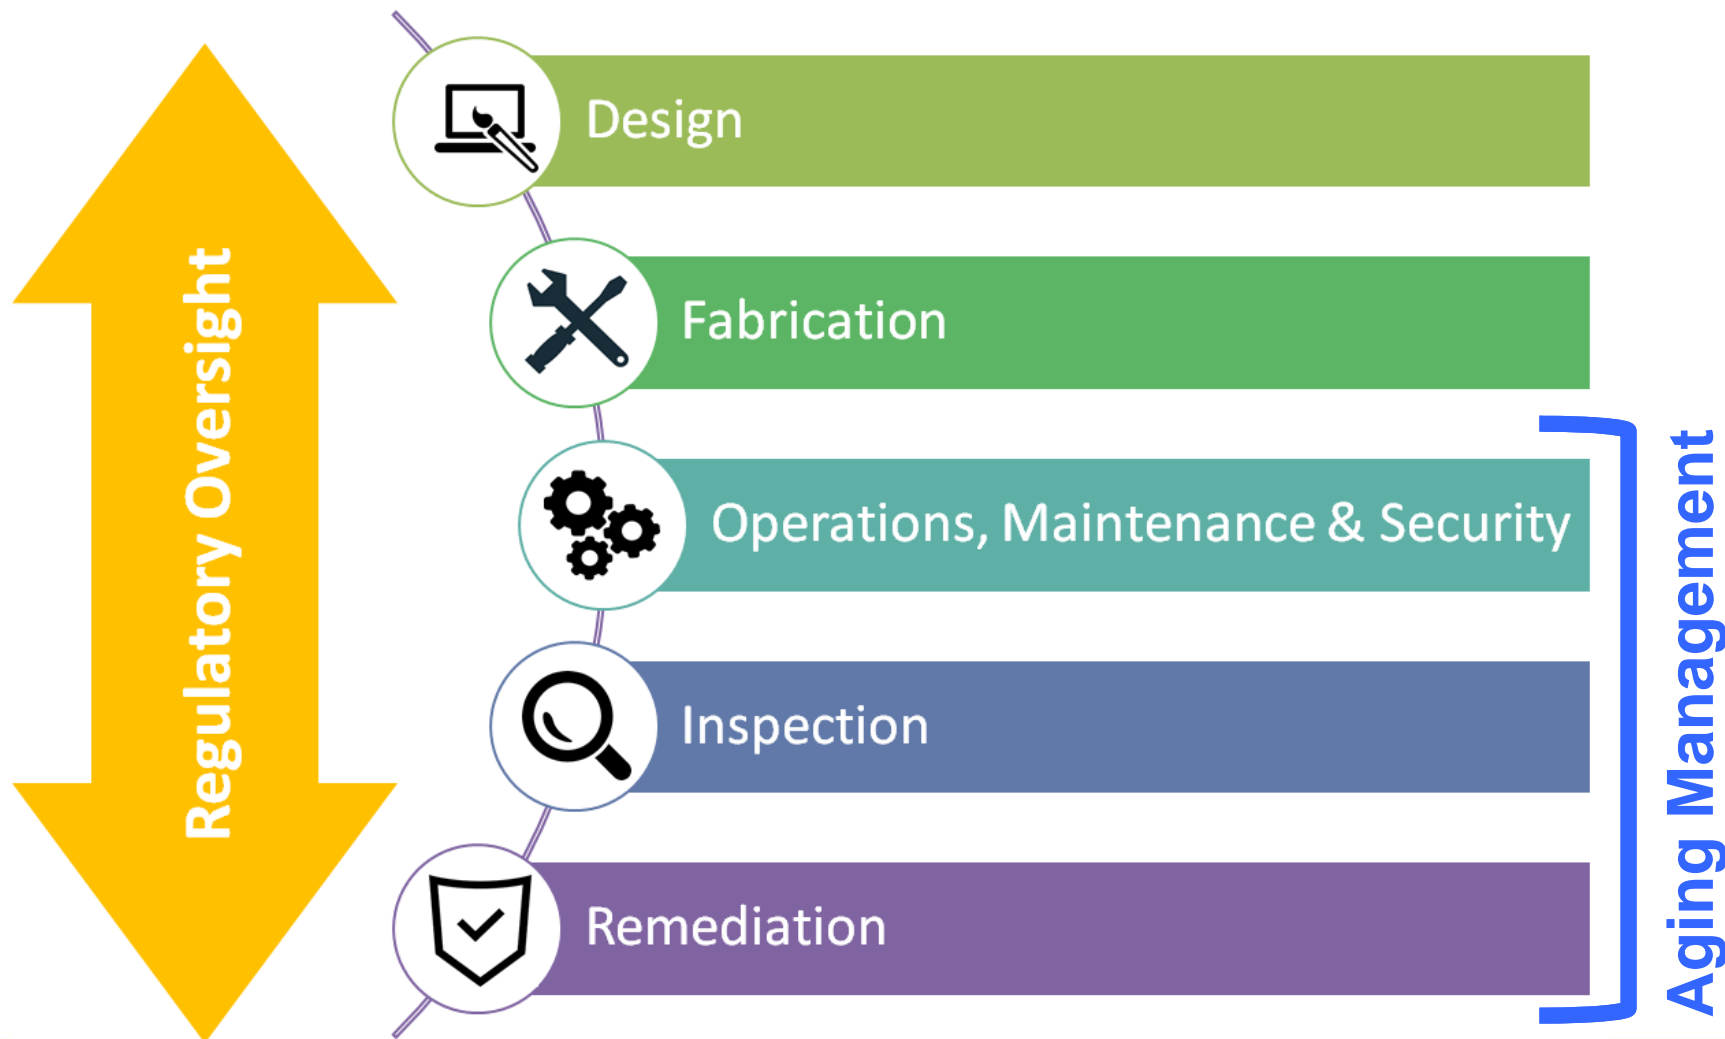 Regulatory Oversight
Design
Fabrication
Operations, Maintenance & Security
Inspection
Remediation
Aging Management